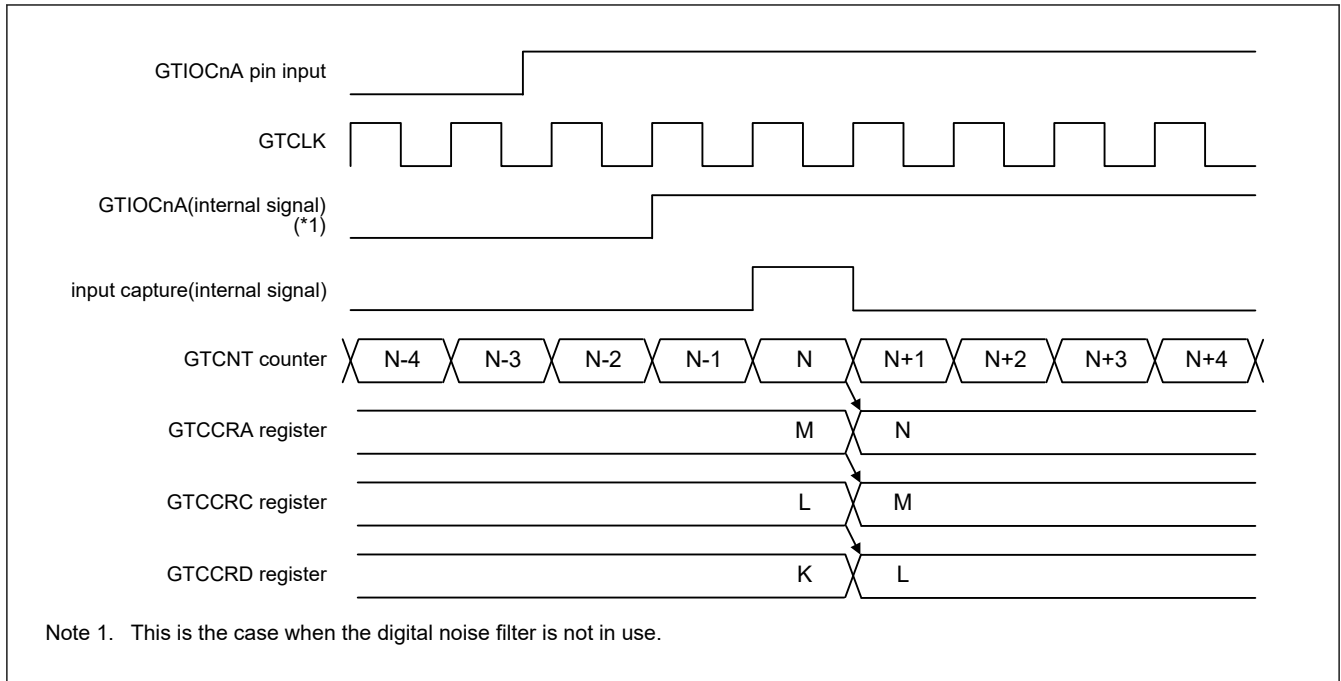 GTIOCnA pin input
GTCLK
GTIOCnA(internal signal)
(*1)
input capture(internal signal)
GTCNT counter N-4 N-3 N-2 N-1 N N+1 N+2 N+3 N+4
GTCCRA register M N
GTCCRC register L M
GTCCRD register K L
Note 1. This is the case when the digital noise filter is not in use.